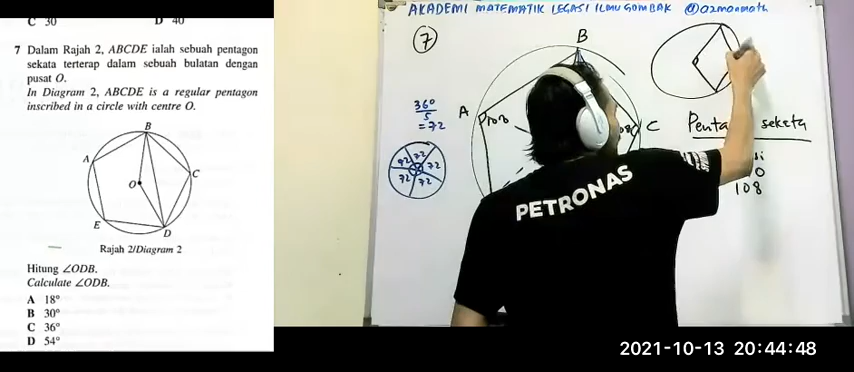 C 30 D 40
7 Dalam Rajah 2, ABCDE ialah sebuah pentagon
sekata terterap dalam sebuah bulatan dengan
pusat O.
In Diagram 2, ABCDE is a regular pentagon
inscribed in a circle with centre O.
B
A
C
O
E
D
Rajah 2/Diagram 2
Hitung ∠ODB.
Calculate ∠ODB.
A 18°
B 30°
C 36°
D 54°
AKADEMI MATEMATIK LEGASI ILMU GOMBAK @azmanmath
7
B
360
5
= 72
A
108
C
72 72
72
72 72
Penta sekata
108
PETRONAS
2021-10-13 20:44:48